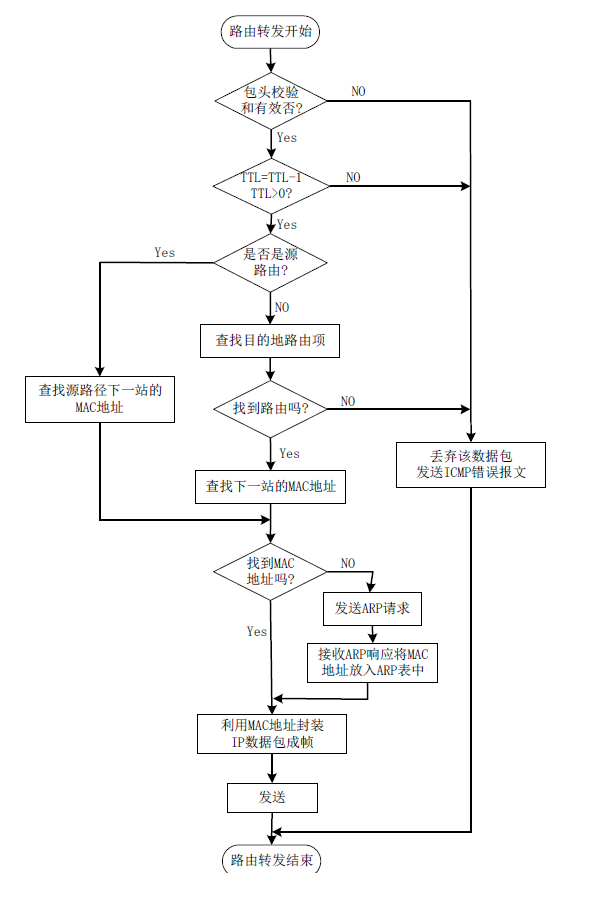 路由转发开始
包头校验
和有效否?
NO
Yes
TTL=TTL-1
TTL>0?
NO
Yes
是否是源
路由?
Yes
NO
查找目的地路由项
查找源路径下一站的
MAC地址
找到路由吗?
NO
Yes
丢弃该数据包
发送ICMP错误报文
查找下一站的MAC地址
找到MAC
地址吗?
NO
Yes
发送ARP请求
接收ARP响应将MAC
地址放入ARP表中
利用MAC地址封装
IP数据包成帧
发送
路由转发结束